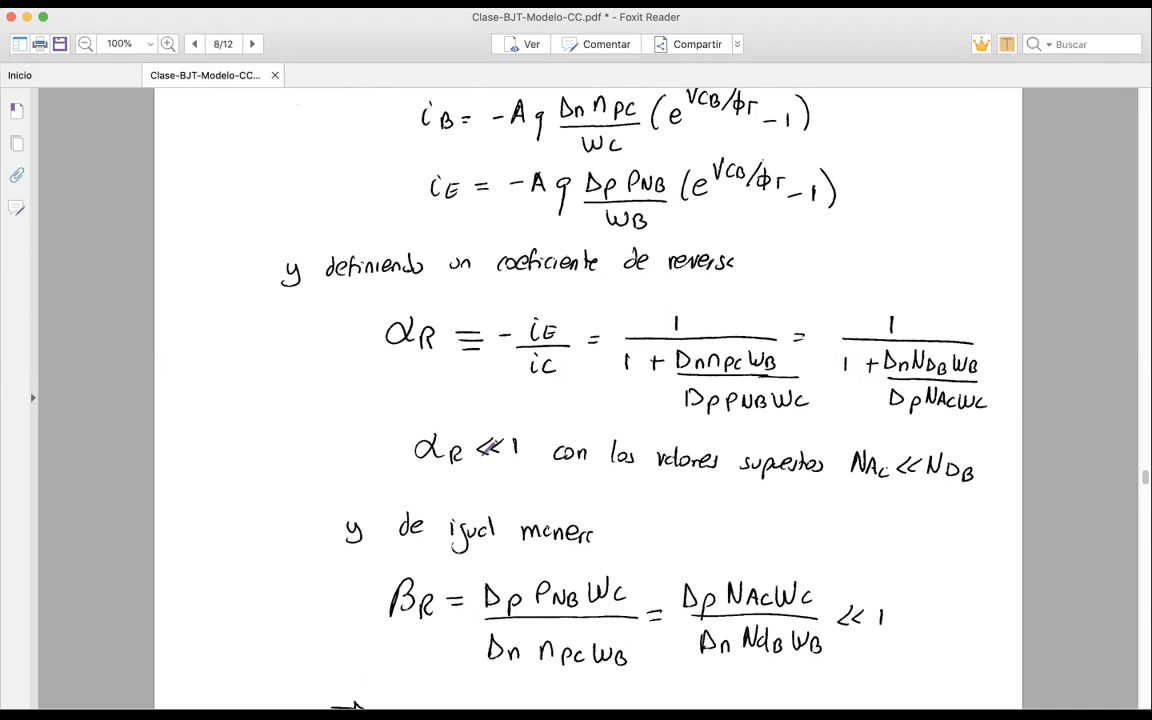 Clase-BJT-Modelo-CC.pdf * - Foxit Reader
100% 8/12 Ver Comentar Compartir Buscar
Inicio Clase-BJT-Modelo-CC...
iB = -Aq Dn nPC/WC (e^VCB/ϕT - 1)
iE = -Aq Dp PNB/WB (e^VCB/ϕT - 1)
y definiendo un coeficiente de reversa
αR ≡ - iE/iC = 1/(1 + Dn nPC WB/Dp PNB WC) = 1/(1 + Dn NDB WB/Dp NAC WC)
αR << 1 con los valores supuestos NAC << NDB
y de igual manera
βR = Dp PNB WC/Dn nPC WB = Dp NAC WC/Dn NdB WB << 1